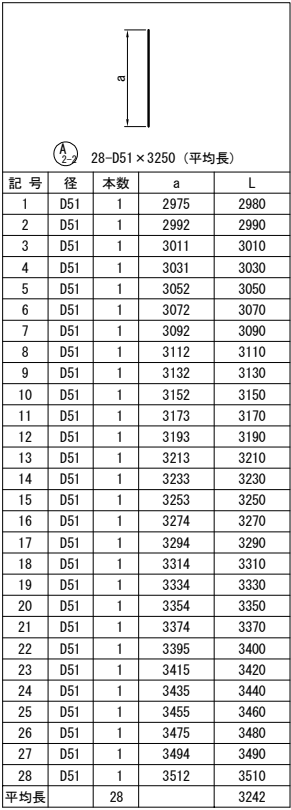 a
A
2-2
28-D51×3250 (平均長)
記 号 径 本数 a L
1 D51 1 2975 2980
2 D51 1 2992 2990
3 D51 1 3011 3010
4 D51 1 3031 3030
5 D51 1 3052 3050
6 D51 1 3072 3070
7 D51 1 3092 3090
8 D51 1 3112 3110
9 D51 1 3132 3130
10 D51 1 3152 3150
11 D51 1 3173 3170
12 D51 1 3193 3190
13 D51 1 3213 3210
14 D51 1 3233 3230
15 D51 1 3253 3250
16 D51 1 3274 3270
17 D51 1 3294 3290
18 D51 1 3314 3310
19 D51 1 3334 3330
20 D51 1 3354 3350
21 D51 1 3374 3370
22 D51 1 3395 3400
23 D51 1 3415 3420
24 D51 1 3435 3440
25 D51 1 3455 3460
26 D51 1 3475 3480
27 D51 1 3494 3490
28 D51 1 3512 3510
平均長 28 3242